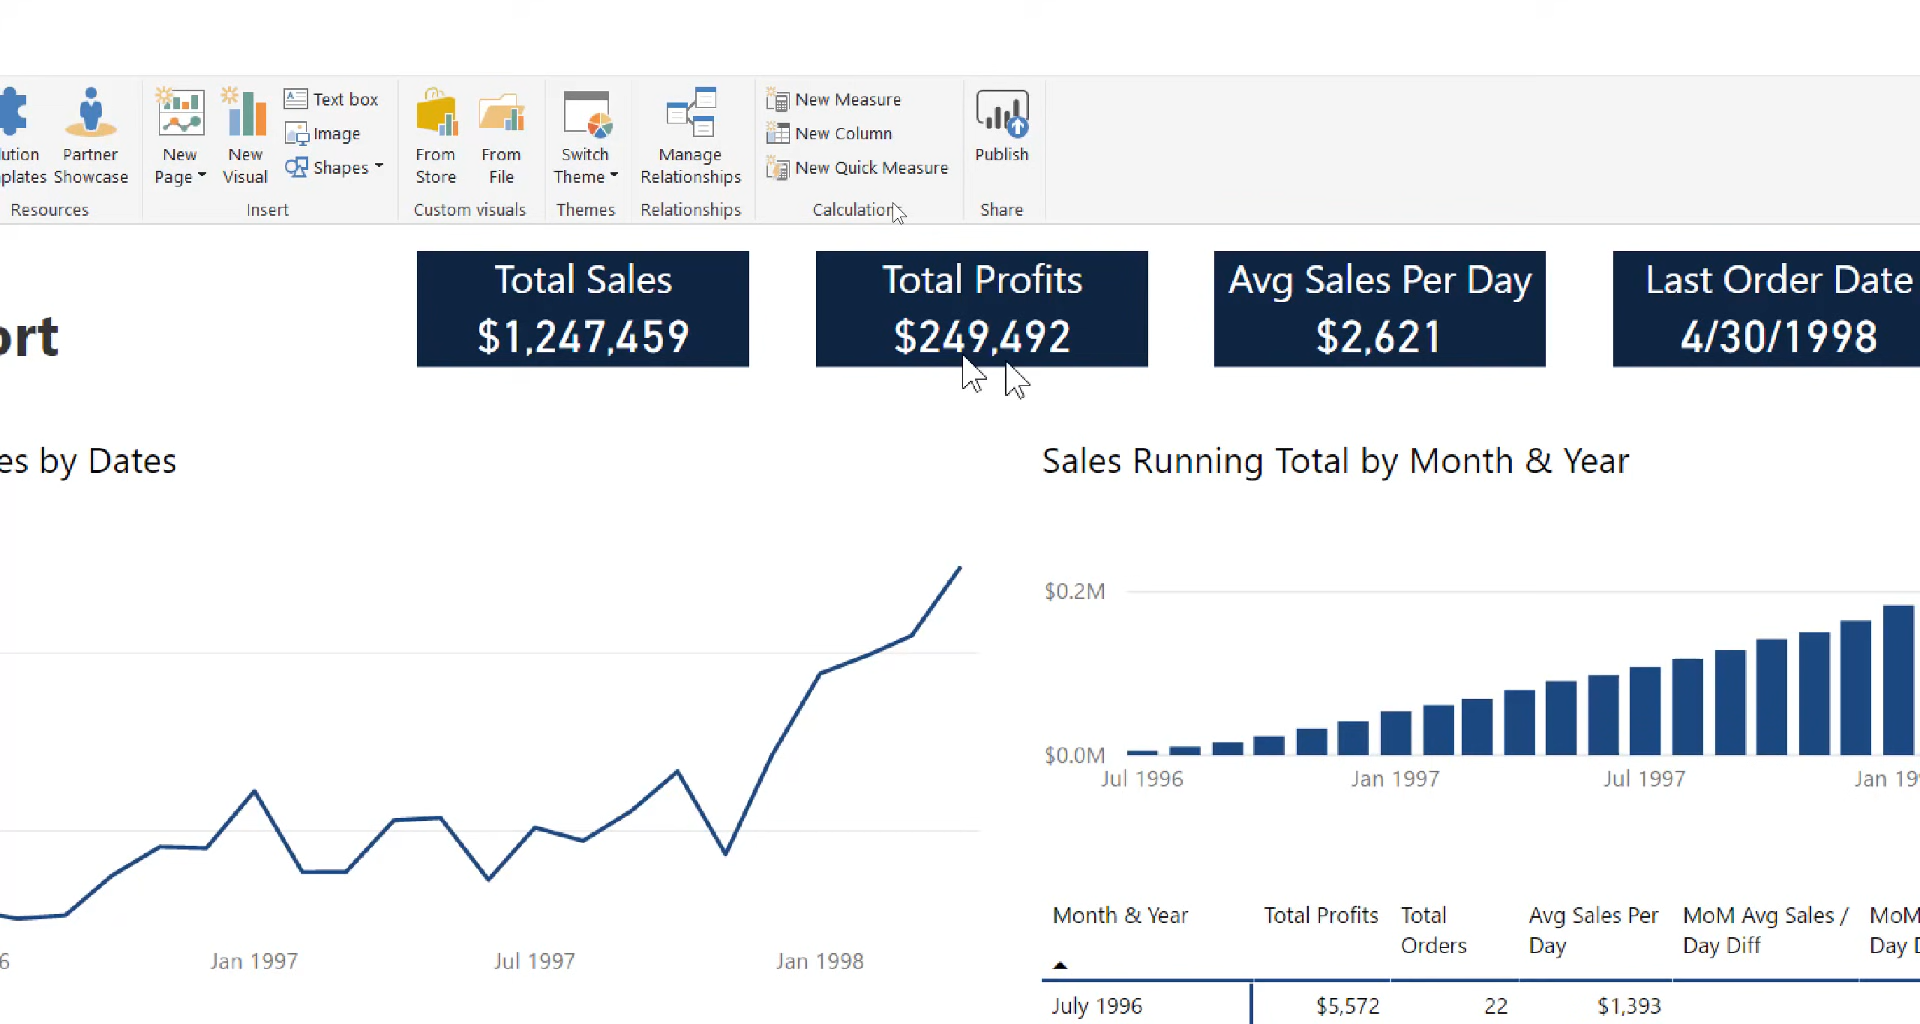 Text box
New Measure
Image
New Column
lution
Partner
New
New
From
From
Switch
Manage
Publish
plates
Showcase
Page
Visual
Shapes
Store
File
Theme
Relationships
New Quick Measure
Resources
Insert
Custom visuals
Themes
Relationships
Calculation
Share
Total Sales
$1,247,459
Total Profits
$249,492
Avg Sales Per Day
$2,621
Last Order Date
4/30/1998
ort
es by Dates
6
Jan 1997
Jul 1997
Jan 1998
Sales Running Total by Month & Year
$0.2M
$0.0M
Jul 1996
Jan 1997
Jul 1997
Jan 19
Month & Year
Total Profits
Total
Orders
Avg Sales Per
Day
MoM Avg Sales /
Day Diff
MoM
Day D
July 1996
$5,572
22
$1,393